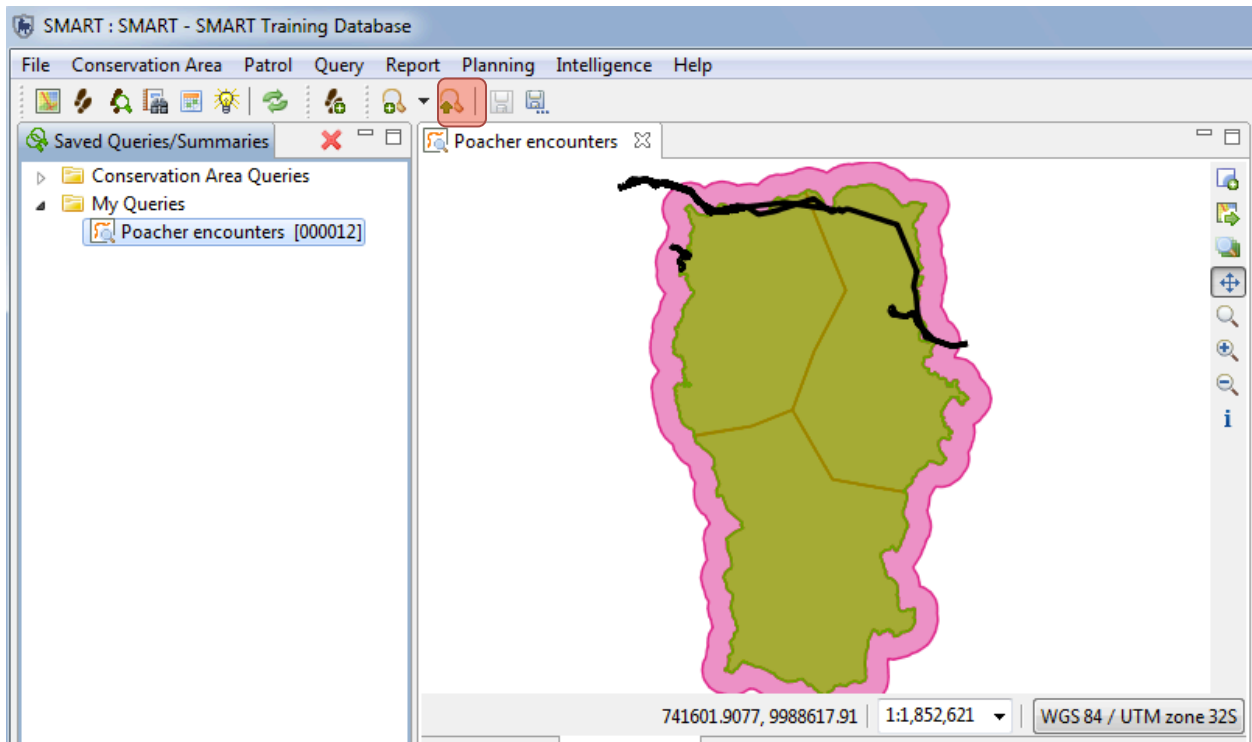 SMART : SMART - SMART Training Database
File Conservation Area Patrol Query Report Planning Intelligence Help
Saved Queries/Summaries
Poacher encounters
Conservation Area Queries
My Queries
Poacher encounters [000012]
i
741601.9077, 9988617.91
1:1,852,621
WGS 84 / UTM zone 32S